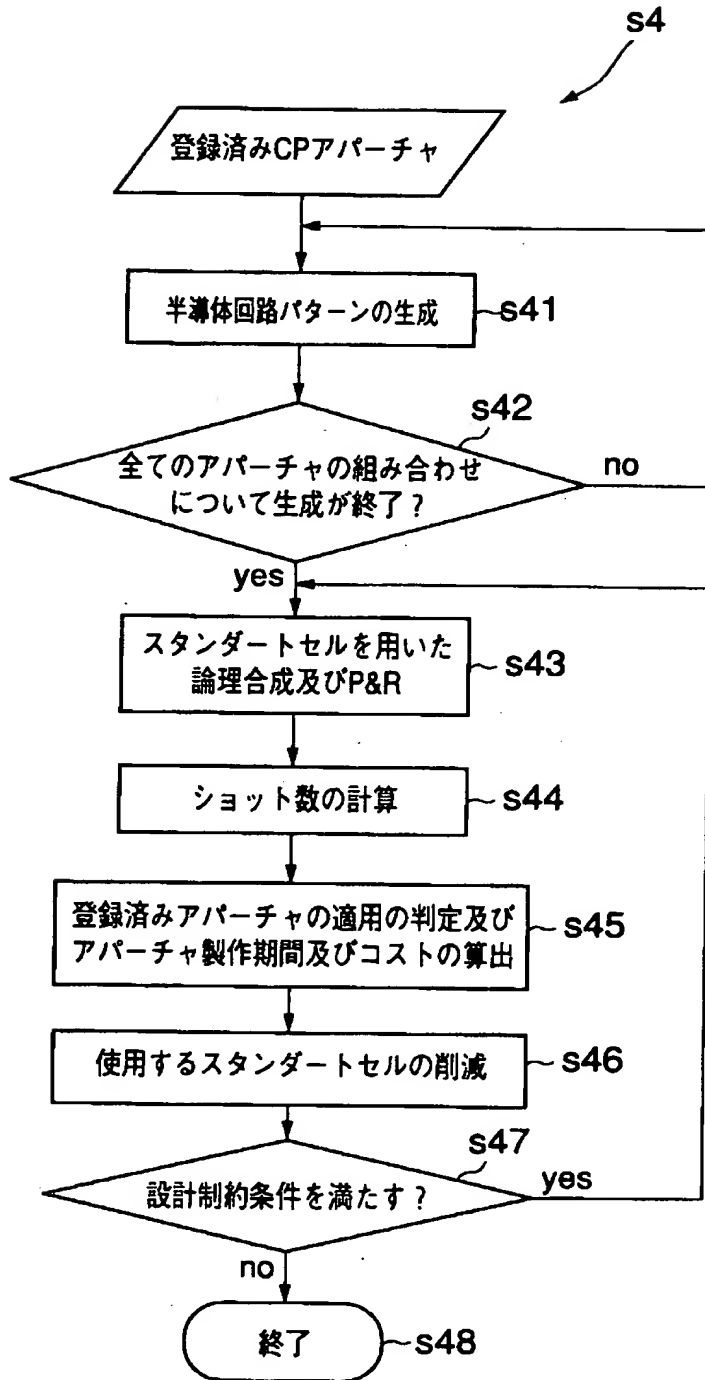 s4
登録済みCPアパーチャ
半導体回路パターンの生成
s41
s42
全てのアパーチャの組み合わせ
について生成が終了？
no
yes
スタンダートセルを用いた
論理合成及びP&R
s43
ショット数の計算
s44
登録済みアパーチャの適用の判定及び
アパーチャ製作期間及びコストの算出
s45
使用するスタンダートセルの削減
s46
s47
設計制約条件を満たす？
yes
no
終了
s48